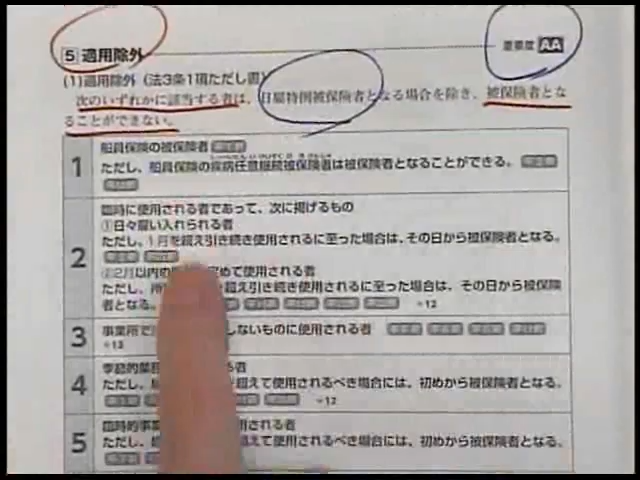 5 適用除外
重要度 AA
(1)適用除外(法3条1項ただし書)
次のいずれかに該当する者は、日雇特例被保険者となる場合を除き、被保険者とな
ることができない。
1
船員保険の被保険者
ただし、船員保険の疾病任意継続被保険者は被保険者となることができる。
2
臨時に使用される者であって、次に掲げるもの
①日々雇い入れられる者
ただし、1月を超え引き続き使用されるに至った場合は、その日から被保険者となる。
②2月以内の めて使用される者
ただし、所 超え引き続き使用されるに至った場合は、その日から被保険
者となる。 *12
3
事業所で しないものに使用される者
*13
4
季節的業務 者
ただし、 を超えて使用されるべき場合には、初めから被保険者となる。
*12
5
臨時的事業 用される者
ただし、 超えて使用されるべき場合には、初めから被保険者となる。